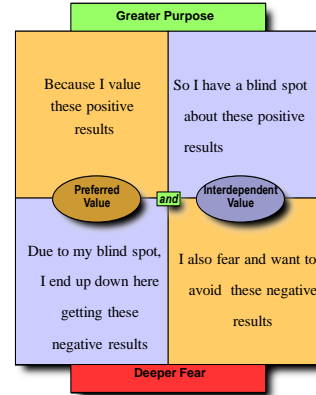 Greater Purpose
Because I value
these positive
results
So I have a blind spot
about these positive
results
Preferred
Value
and
Interdependent
Value
Due to my blind spot,
I end up down here
getting these
negative results
I also fear and want to
avoid these negative
results
Deeper Fear